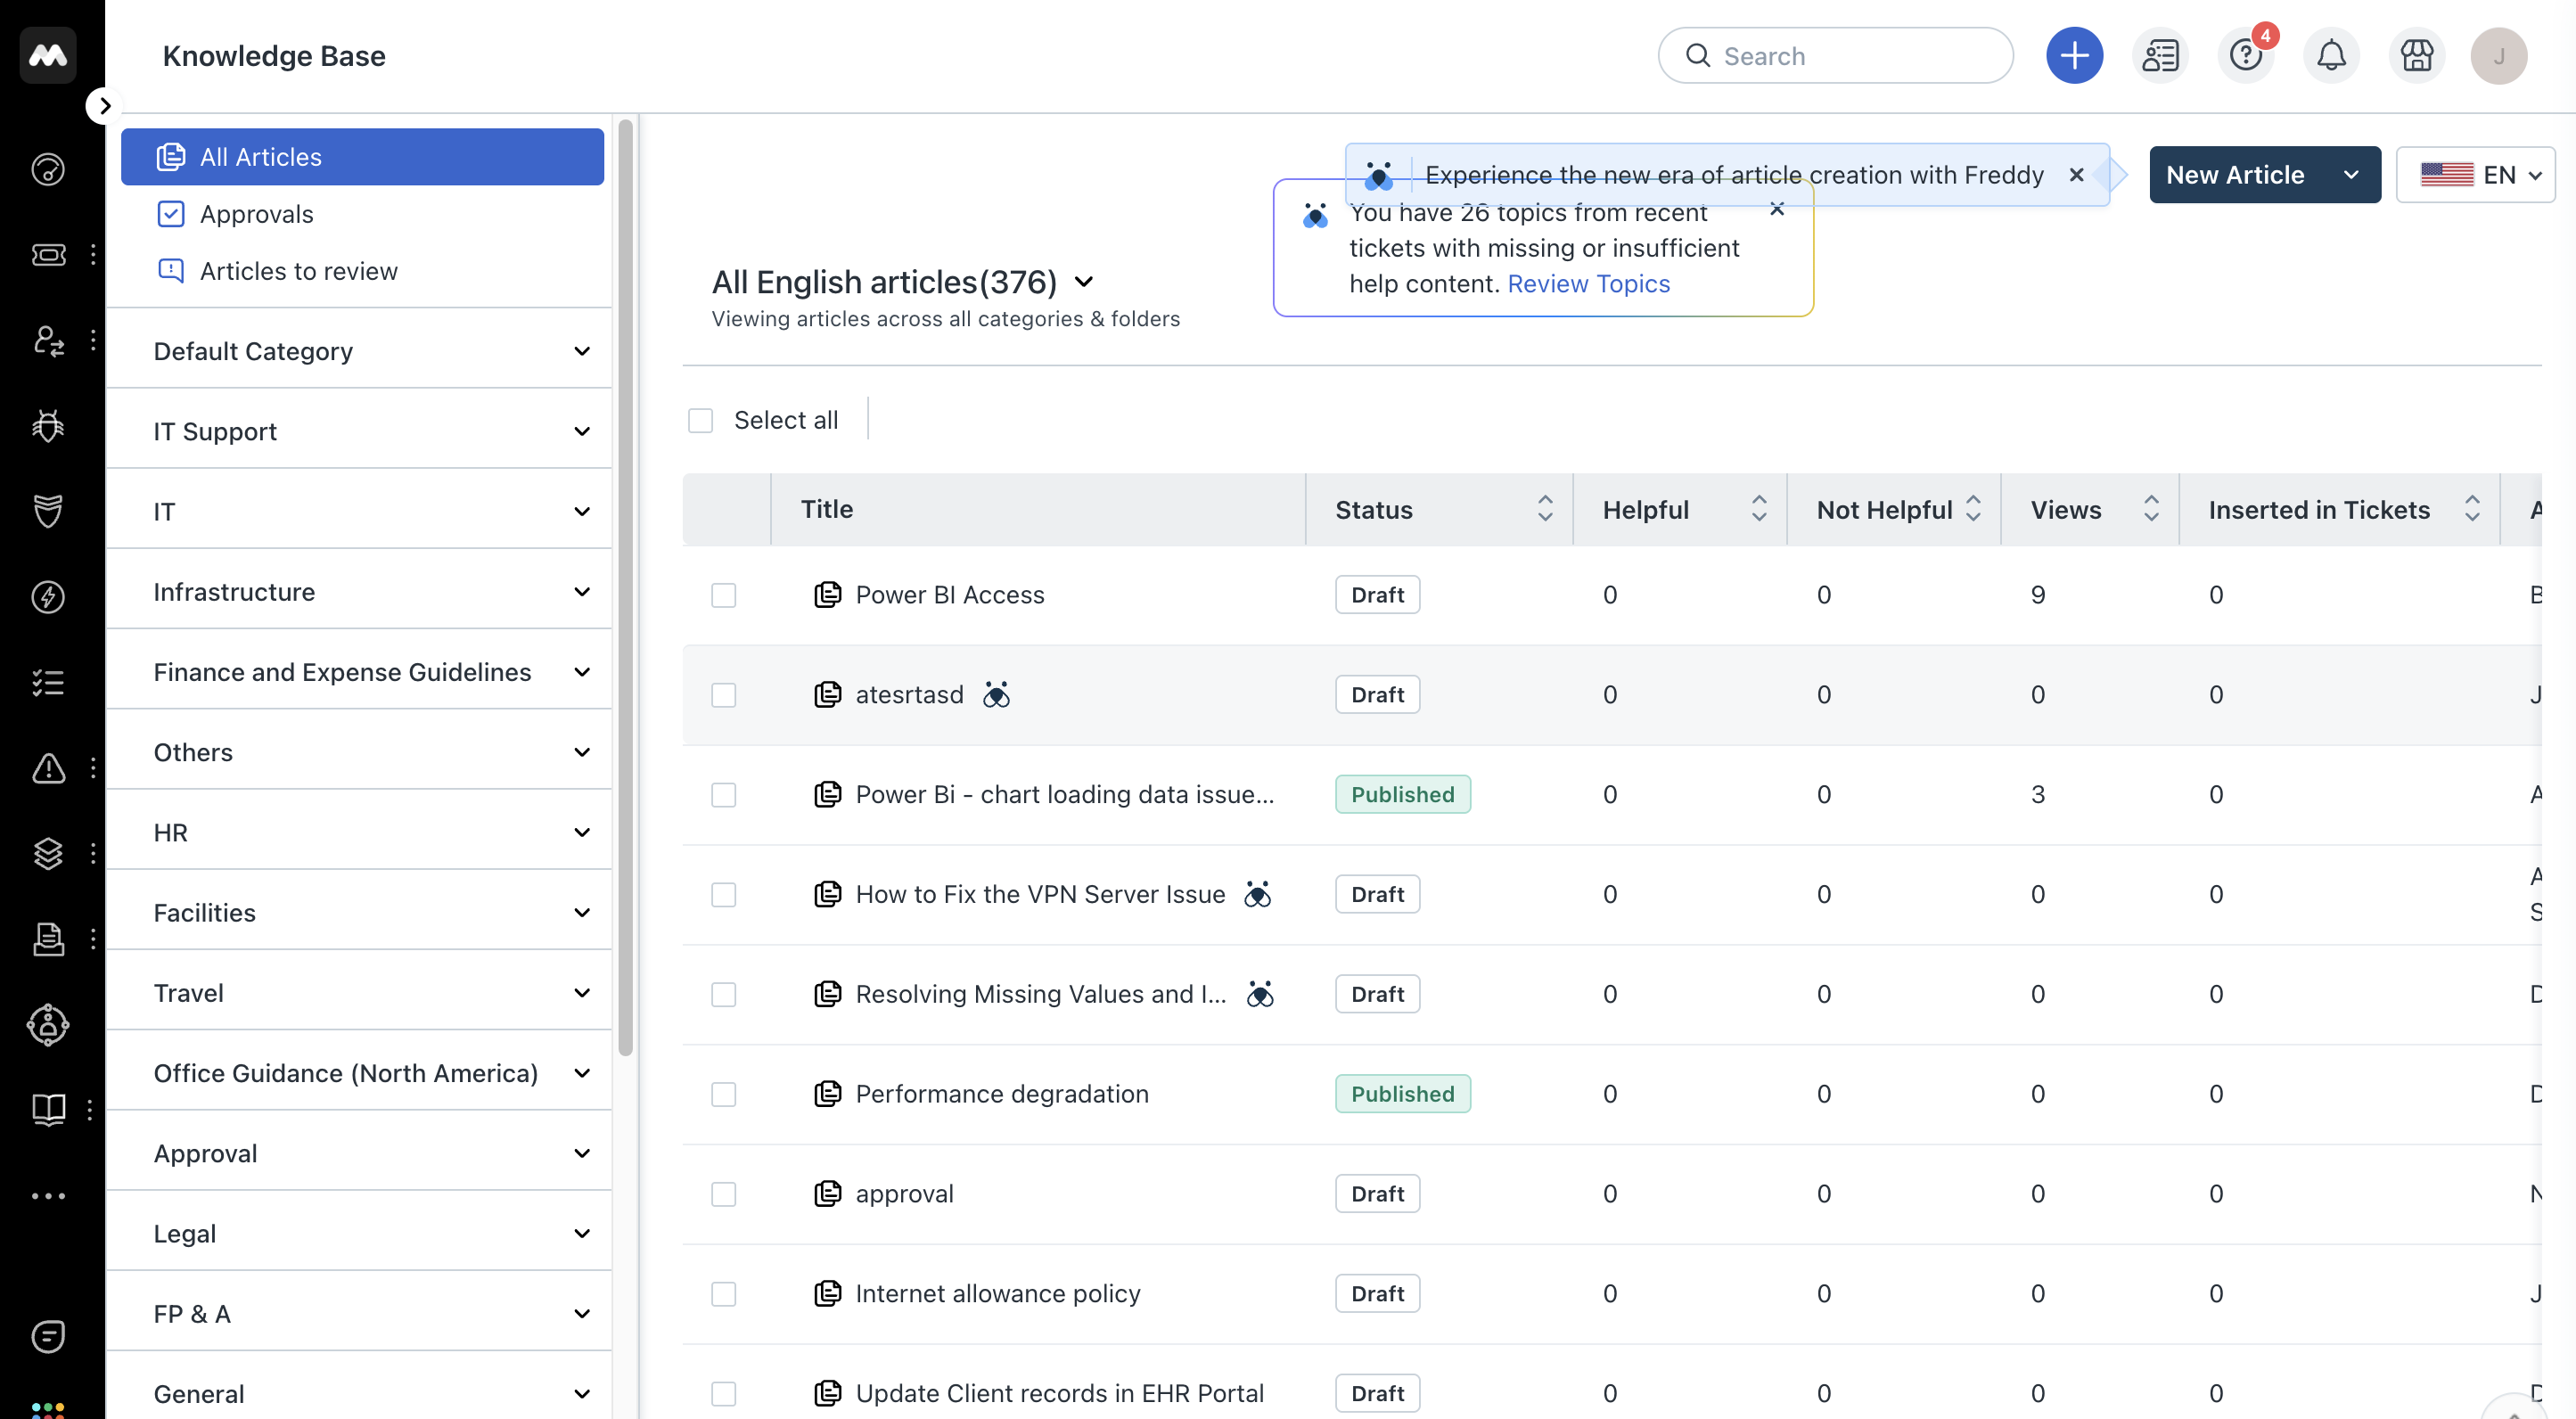 Knowledge Base
Search
4
J
All Articles
Approvals
Articles to review
Default Category
IT Support
IT
Infrastructure
Finance and Expense Guidelines
Others
HR
Facilities
Travel
Office Guidance (North America)
Approval
Legal
FP & A
General
Experience the new era of article creation with Freddy
New Article
EN
You have 26 topics from recent
tickets with missing or insufficient
help content. Review Topics
All English articles(376)
Viewing articles across all categories & folders
Select all
Title Status Helpful Not Helpful Views Inserted in Tickets A
Power BI Access Draft 0 0 9 0 B
atesrtasd Draft 0 0 0 0 J
Power Bi - chart loading data issue... Published 0 0 3 0 A
How to Fix the VPN Server Issue Draft 0 0 0 0 A
S
Resolving Missing Values and I... Draft 0 0 0 0 D
Performance degradation Published 0 0 0 0 D
approval Draft 0 0 0 0 N
Internet allowance policy Draft 0 0 0 0 J
Update Client records in EHR Portal Draft 0 0 0 0 D